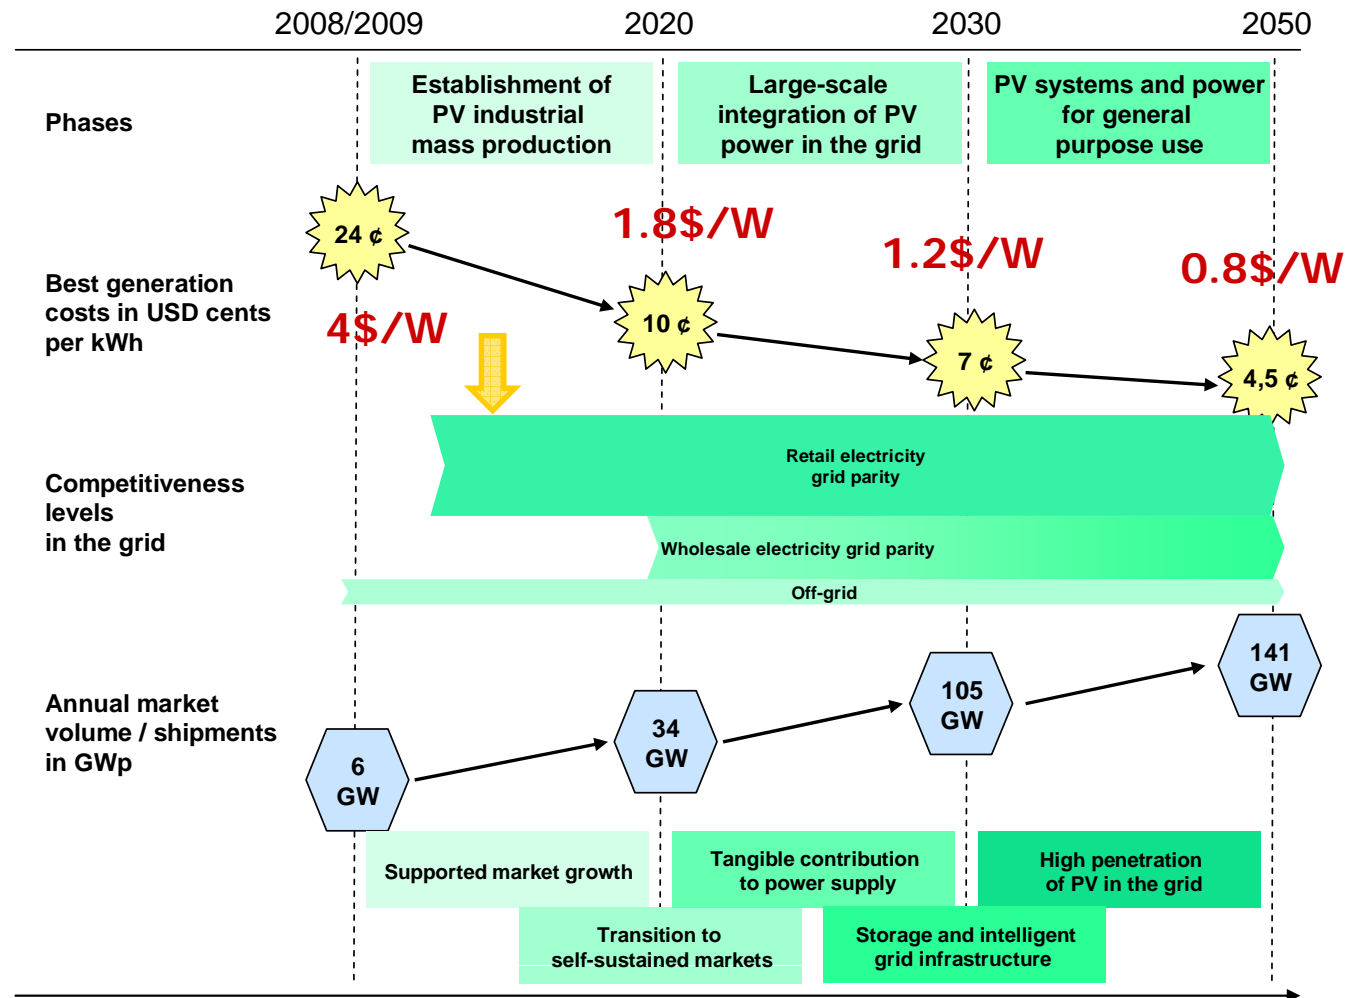 2008/2009
2020
2030
2050
Phases
Establishment of
PV industrial
mass production
Large-scale
integration of PV
power in the grid
PV systems and power
for general
purpose use
Best generation
costs in USD cents
per kWh
24 ¢
4$/W
1.8$/W
10 ¢
1.2$/W
7 ¢
0.8$/W
4,5 ¢
Competitiveness
levels
in the grid
Retail electricity
grid parity
Wholesale electricity grid parity
Off-grid
Annual market
volume / shipments
in GWp
6
GW
34
GW
105
GW
141
GW
Supported market growth
Tangible contribution
to power supply
High penetration
of PV in the grid
Transition to
self-sustained markets
Storage and intelligent
grid infrastructure